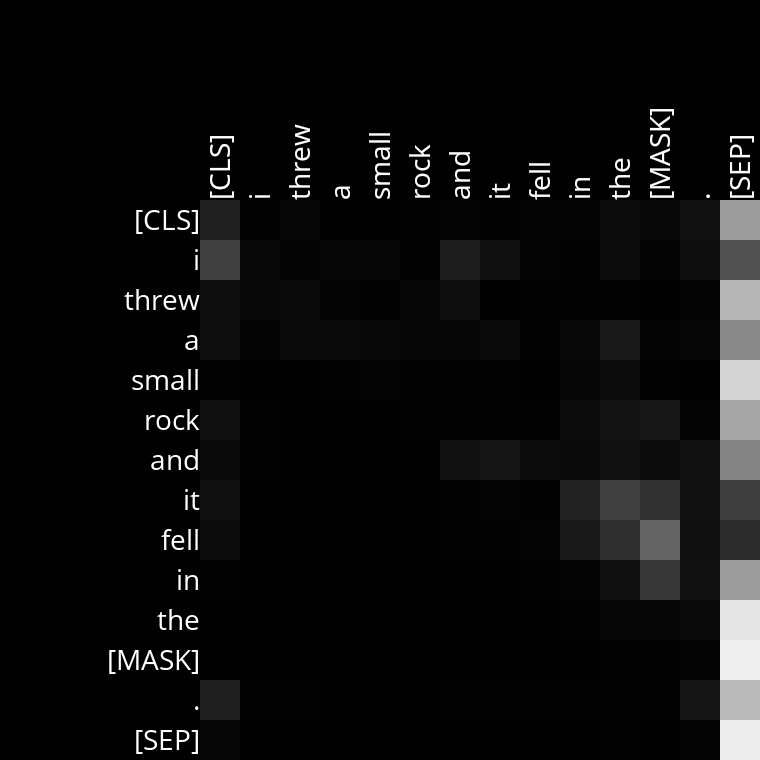 [CLS] i threw a small rock and it fell in the [MASK] . [SEP]
[CLS]
i
threw
a
small
rock
and
it
fell
in
the
[MASK]
.
[SEP]